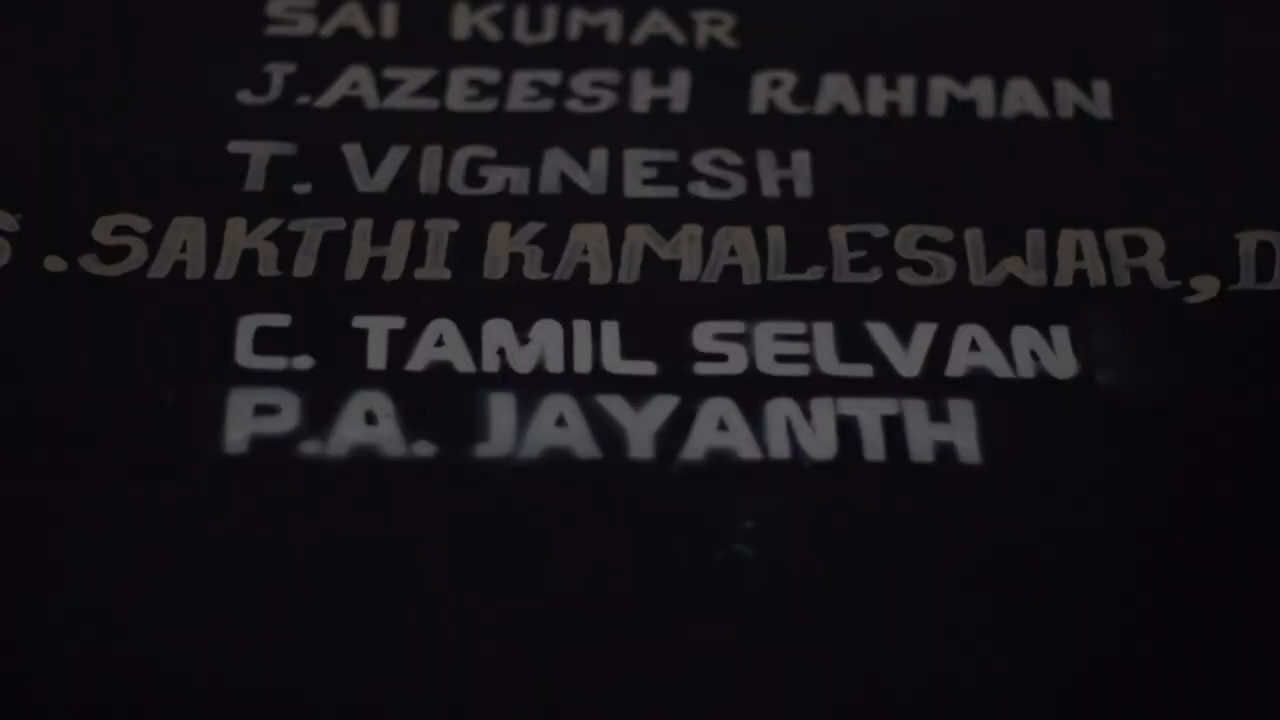 SAI KUMAR
J.AZEESH RAHMAN
T. VIGNESH
S.SAKTHI KAMALESWAR, D
C. TAMIL SELVAN
P.A. JAYANTH